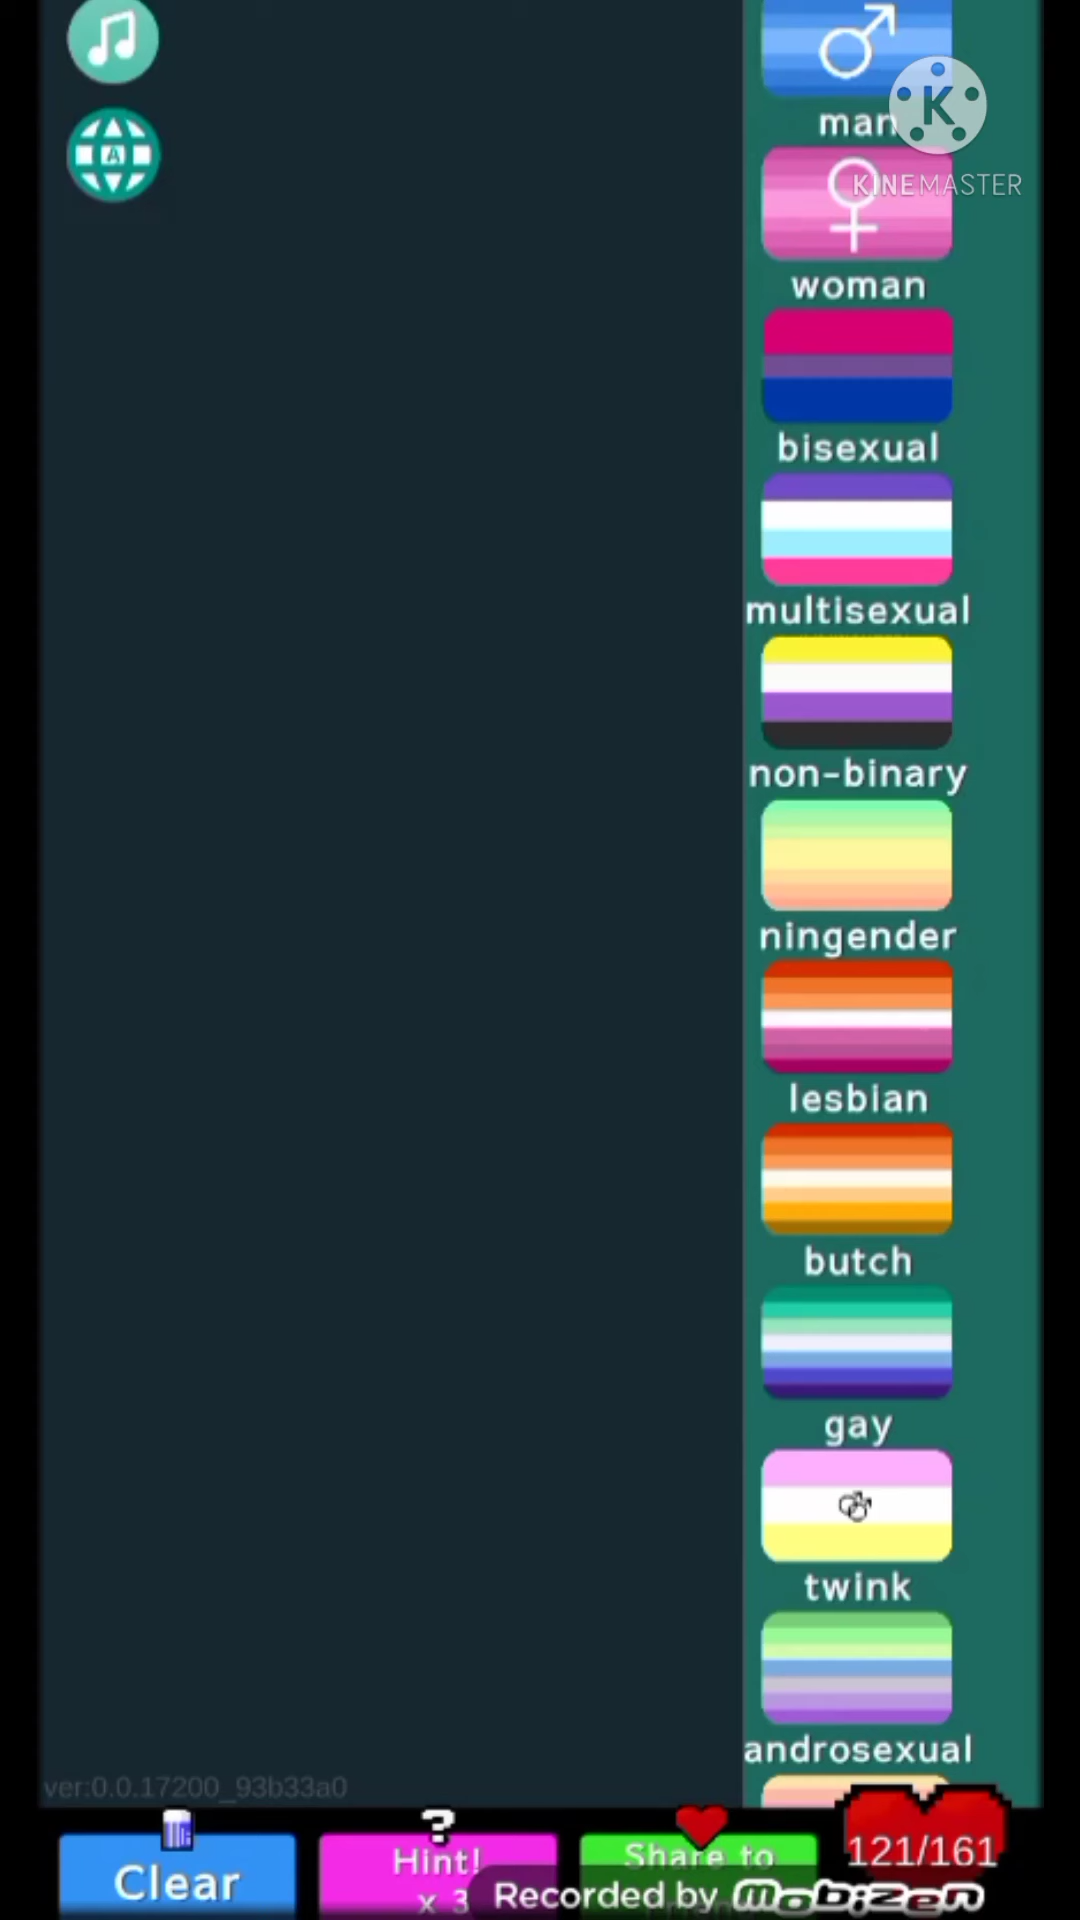 A
man
KINEMASTER
K
woman
bisexual
multisexual
non-binary
ningender
lesbian
butch
gay
twink
androsexual
ver:0.0.17200_93b33a0
Clear
?
Hint!
x 3
Share to
121/161
Recorded by Mobizen